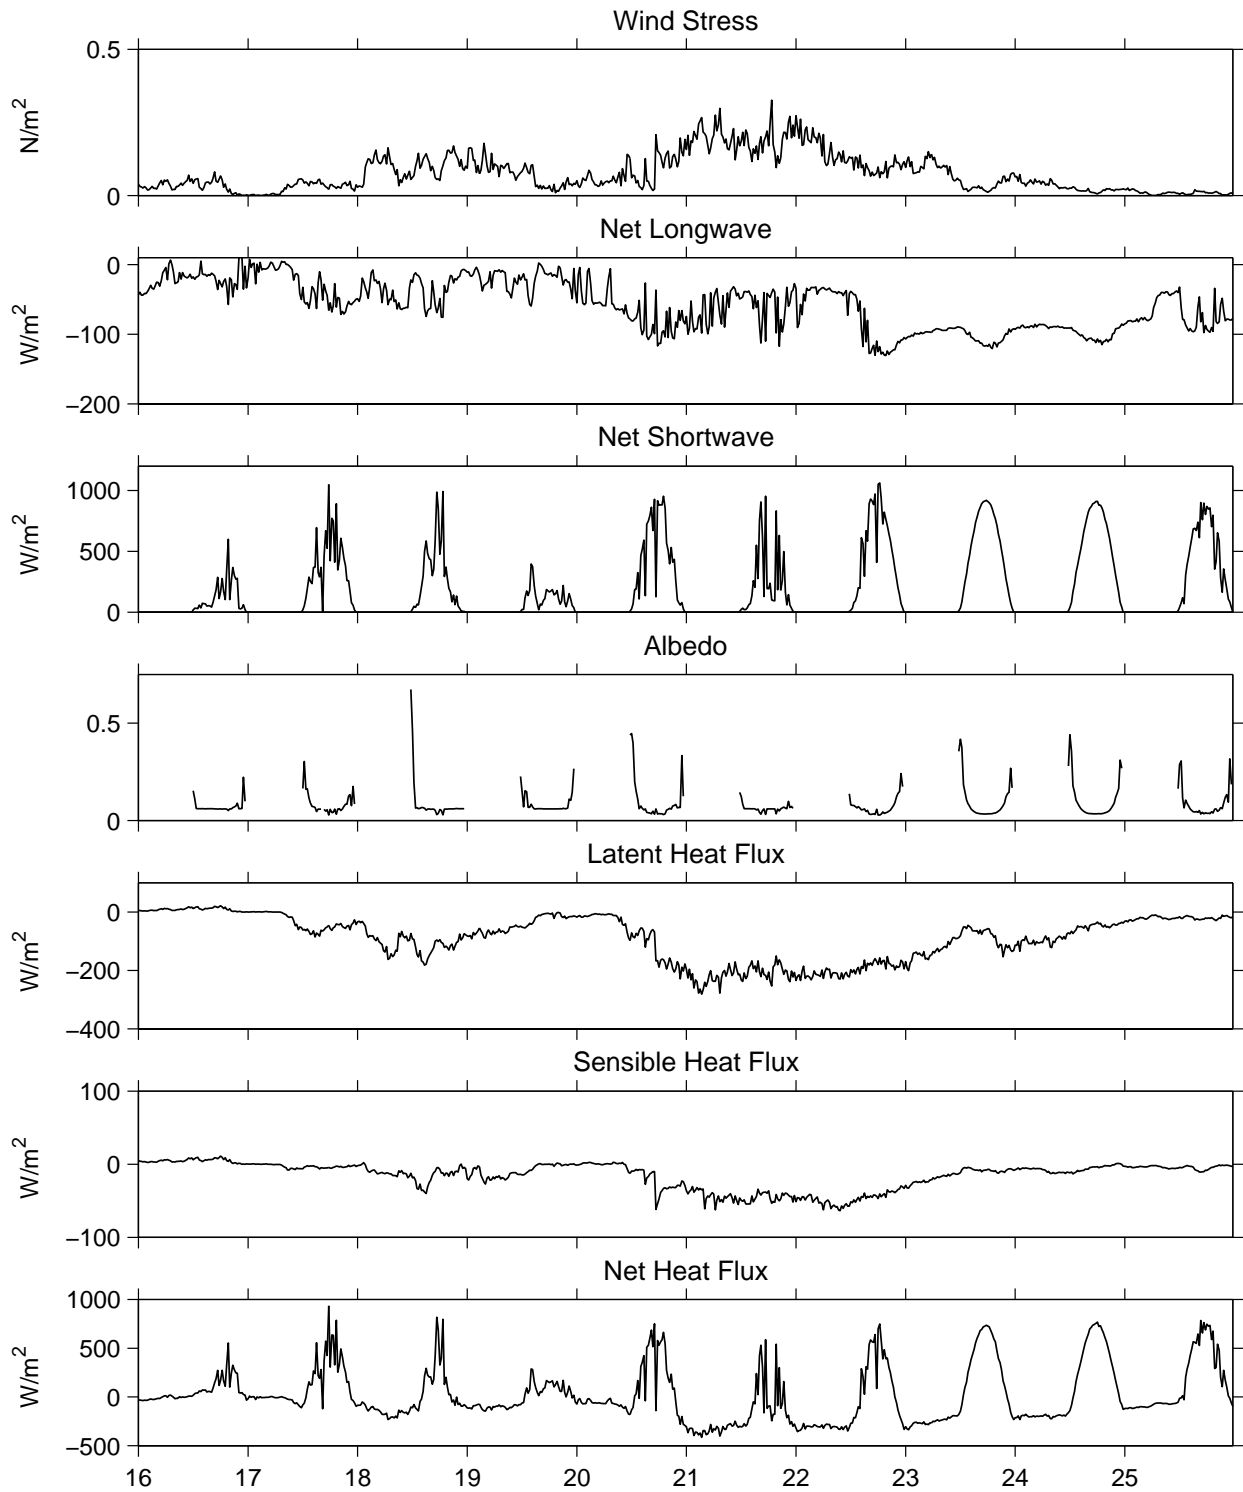 Wind Stress
0.5
N/m²
0
Net Longwave
0
W/m²
−100
−200
Net Shortwave
1000
W/m²
500
0
Albedo
0.5
0
Latent Heat Flux
0
W/m²
−200
−400
Sensible Heat Flux
100
W/m²
0
−100
Net Heat Flux
1000
500
W/m²
0
−500
16 17 18 19 20 21 22 23 24 25